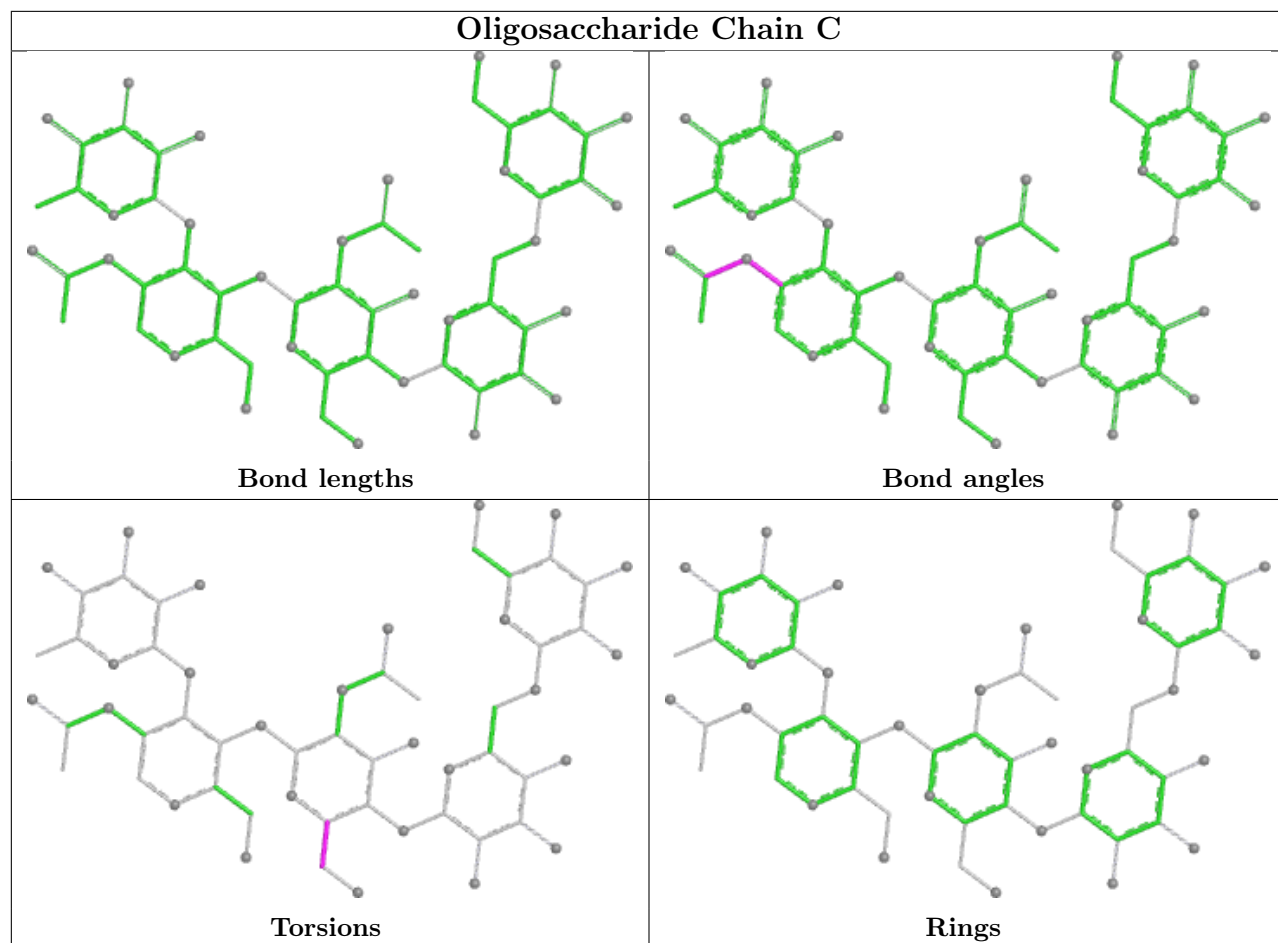 Oligosaccharide Chain C
Bond lengths
Bond angles
Torsions
Rings